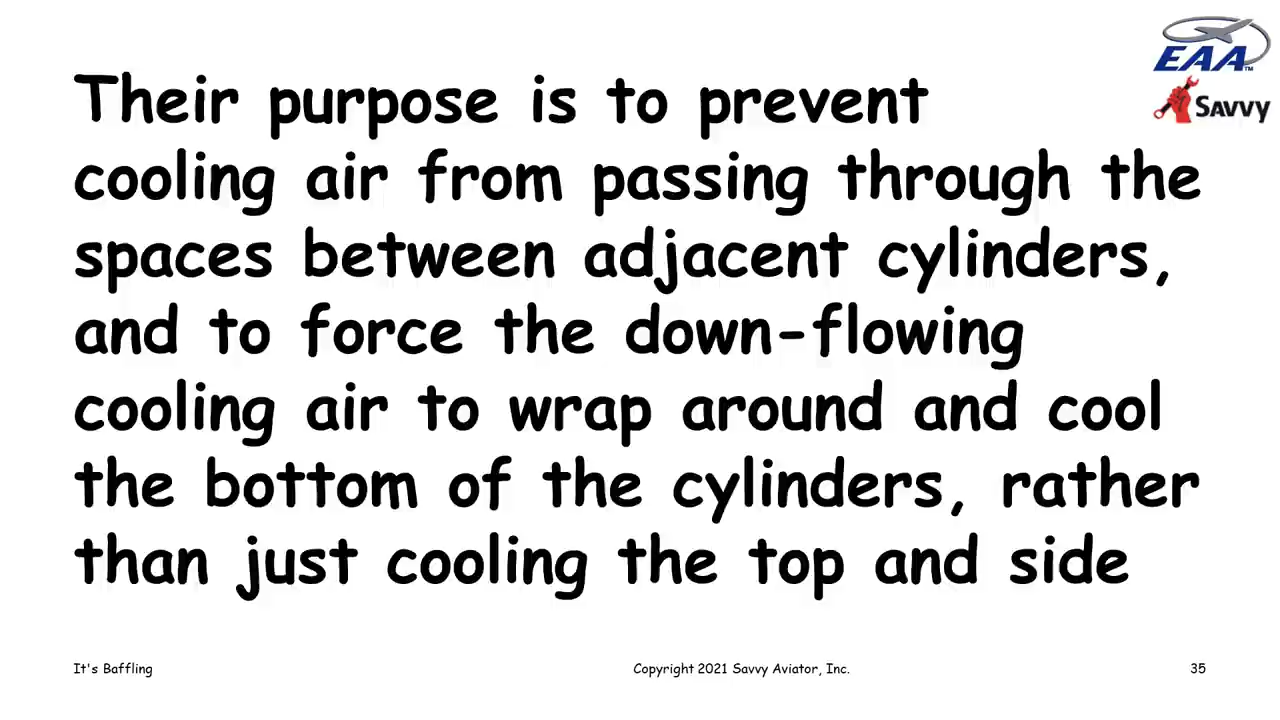 EAA™
Savvy
Their purpose is to prevent
cooling air from passing through the
spaces between adjacent cylinders,
and to force the down-flowing
cooling air to wrap around and cool
the bottom of the cylinders, rather
than just cooling the top and side
It's Baffling
Copyright 2021 Savvy Aviator, Inc.
35